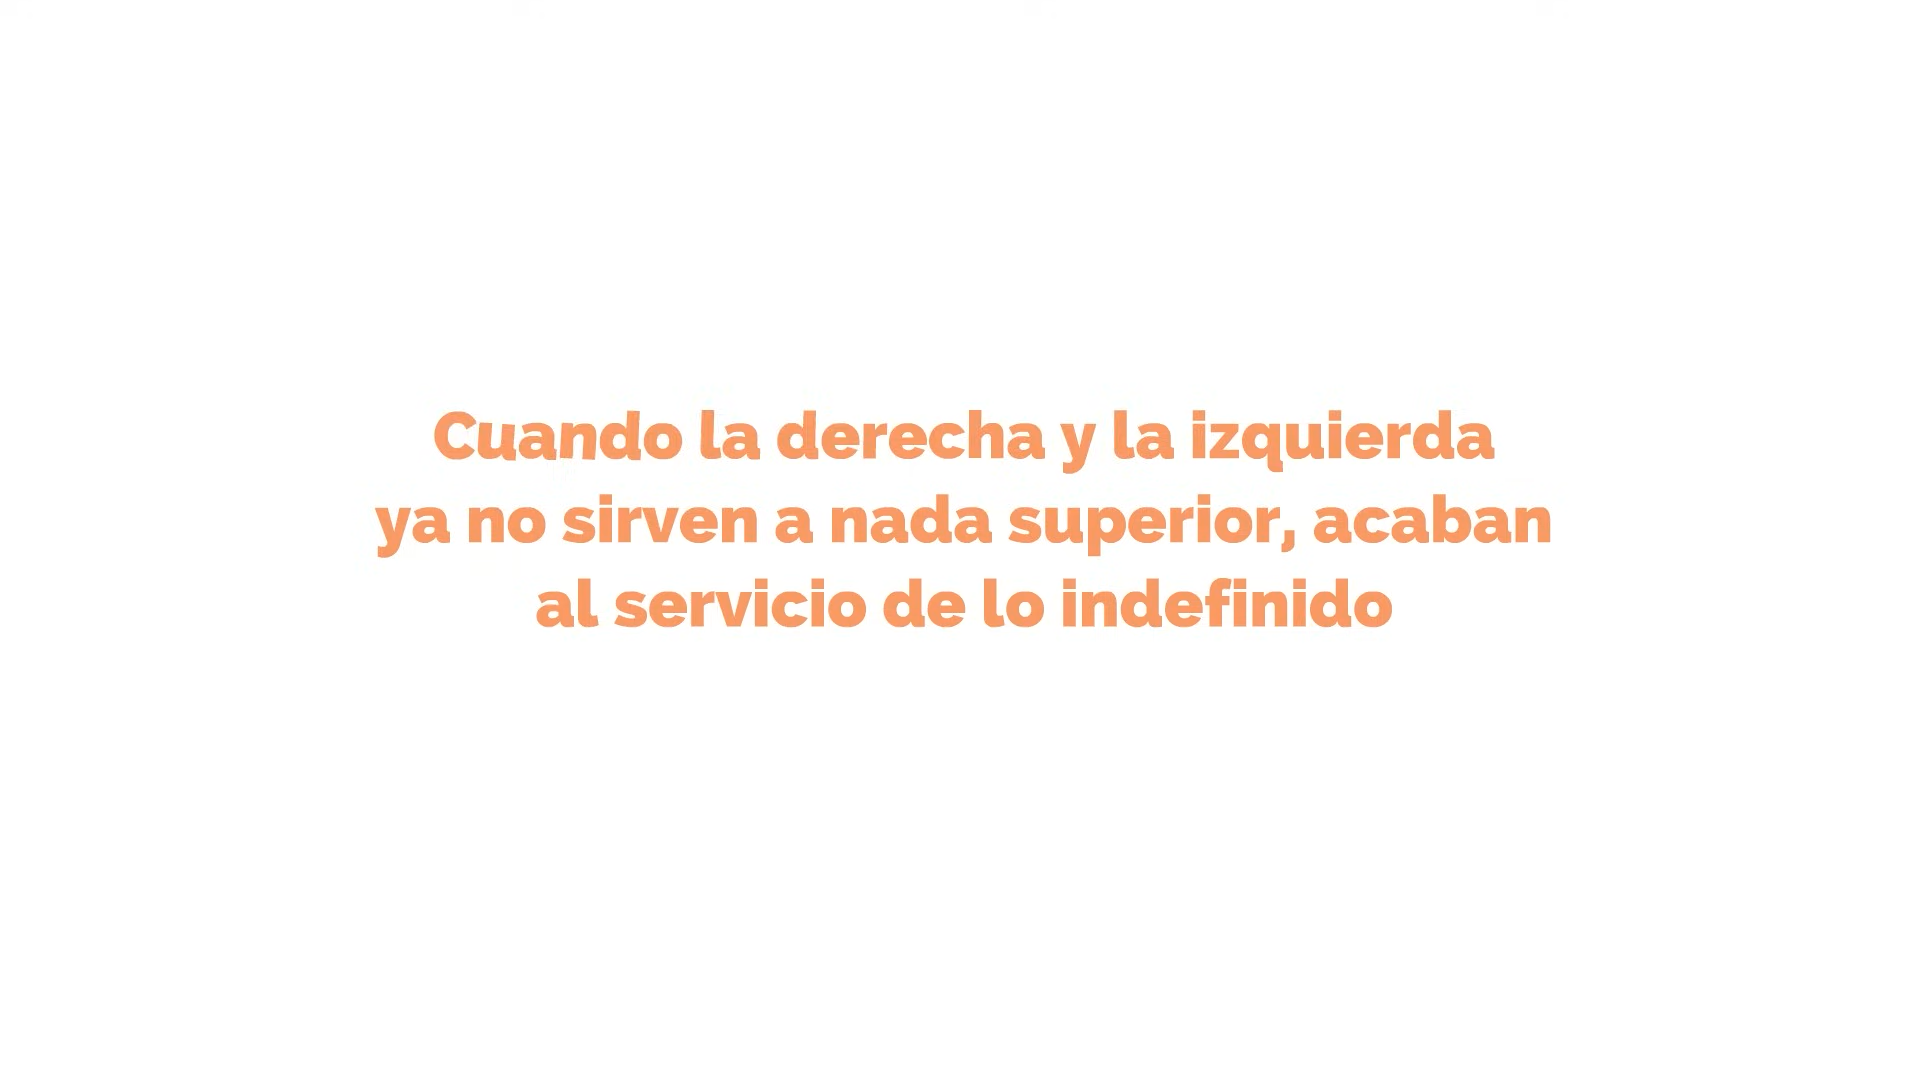 Cuando la derecha y la izquierda
ya no sirven a nada superior, acaban
al servicio de lo indefinido